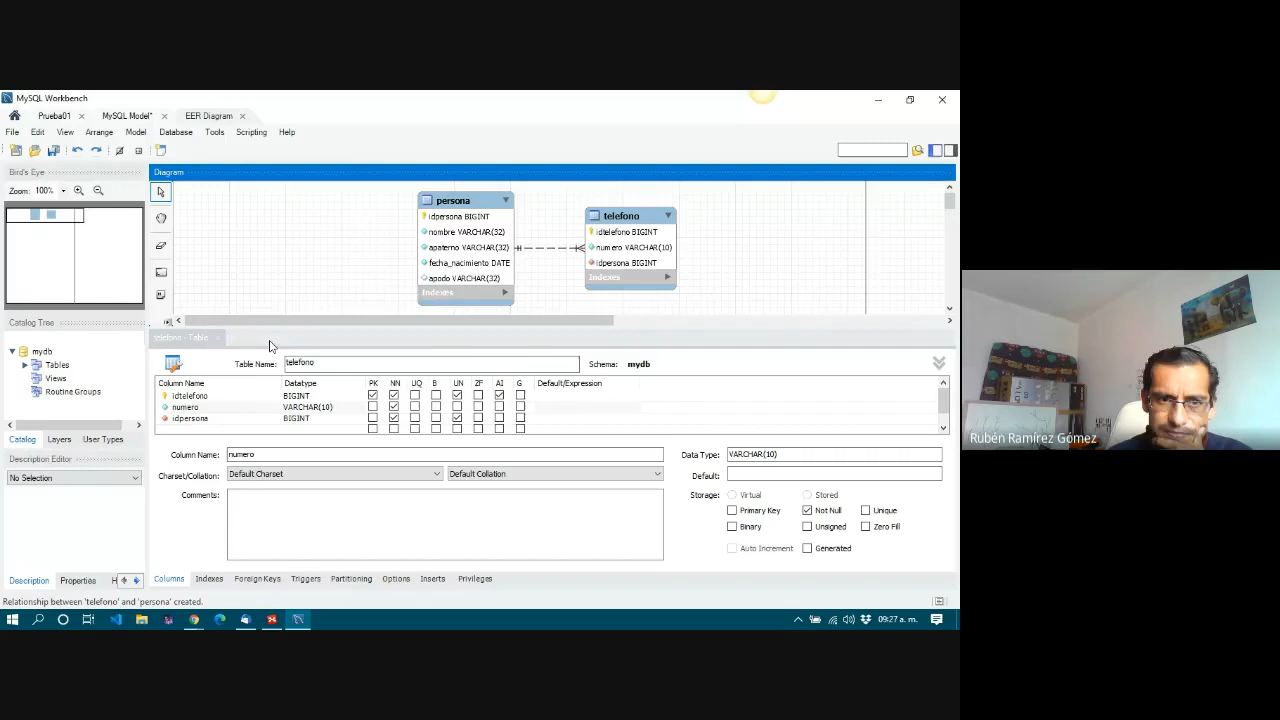 MySQL Workbench
Prueba01
MySQL Model*
EER Diagram
File Edit View Arrange Model Database Tools Scripting Help
Bird's Eye
Diagram
Zoom: 100%
persona
idpersona BIGINT
nombre VARCHAR(32)
apaterno VARCHAR(32)
fecha_nacimiento DATE
apodo VARCHAR(32)
Indexes
telefono
idtelefono BIGINT
numero VARCHAR(10)
idpersona BIGINT
Indexes
Catalog Tree
mydb
Tables
Views
Routine Groups
Catalog Layers User Types
Description Editor
No Selection
Description Properties H
telefono - Table
Table Name: telefono Schema: mydb
Column Name Datatype PK NN UQ B UN ZF AI G Default/Expression
idtelefono BIGINT
numero VARCHAR(10)
idpersona BIGINT
Column Name: numero Data Type: VARCHAR(10)
Charset/Collation: Default Charset Default Collation Default:
Comments: Storage: Virtual Stored
Primary Key Not Null Unique
Binary Unsigned Zero Fill
Auto Increment Generated
Columns Indexes Foreign Keys Triggers Partitioning Options Inserts Privileges
Relationship between 'telefono' and 'persona' created.
09:27 a. m.
Rubén Ramírez Gómez